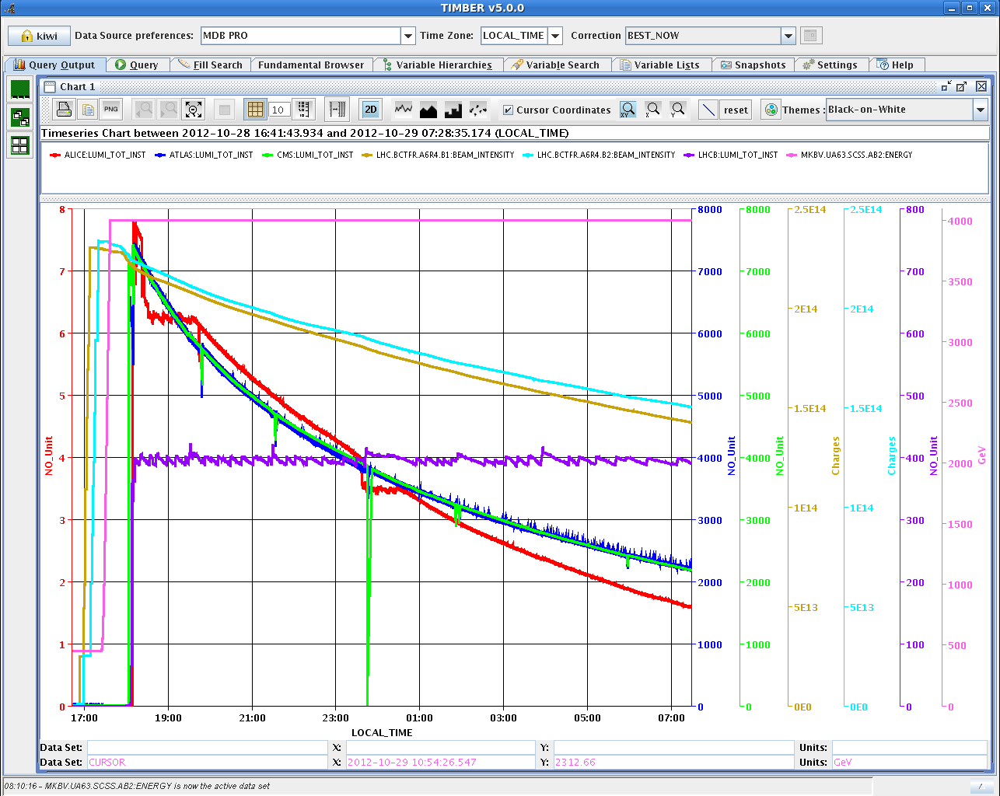 TIMBER v5.0.0
kiwi Data Source preferences: MDB PRO Time Zone: LOCAL_TIME Correction BEST_NOW
Query Output Query Fill Search Fundamental Browser Variable Hierarchies Variable Search Variable Lists Snapshots Settings Help
Chart 1
PNG 10 2D Cursor Coordinates XY X Y reset Themes : Black-on-White
Timeseries Chart between 2012-10-28 16:41:43.934 and 2012-10-29 07:28:35.174 (LOCAL_TIME)
ALICE:LUMI_TOT_INST ATLAS:LUMI_TOT_INST CMS:LUMI_TOT_INST LHC.BCTFR.A6R4.B1:BEAM_INTENSITY LHC.BCTFR.A6R4.B2:BEAM_INTENSITY LHCB:LUMI_TOT_INST MKBV.UA63.SCSS.AB2:ENERGY
8 8000 8000 2.5E14 2.5E14 800
4000
7 7000 7000 700
3500
2E14 2E14
6 6000 6000 600
3000
5 5000 5000 500
2500
1.5E14 1.5E14
NO_Unit NO_Unit NO_Unit Charges Charges NO_Unit GeV
4 4000 4000 400
2000
1E14 1E14
3 3000 3000 300
1500
2 2000 2000 200
1000
5E13 5E13
1 1000 1000 100
500
0 0 0 0E0 0E0 0 0
17:00 19:00 21:00 23:00 01:00 03:00 05:00 07:00
LOCAL_TIME
Data Set: X: Y: Units:
Data Set: CURSOR X: 2012-10-29 10:54:26.547 Y: 2312.66 Units: GeV
08:10:16 - MKBV.UA63.SCSS.AB2:ENERGY is now the active data set